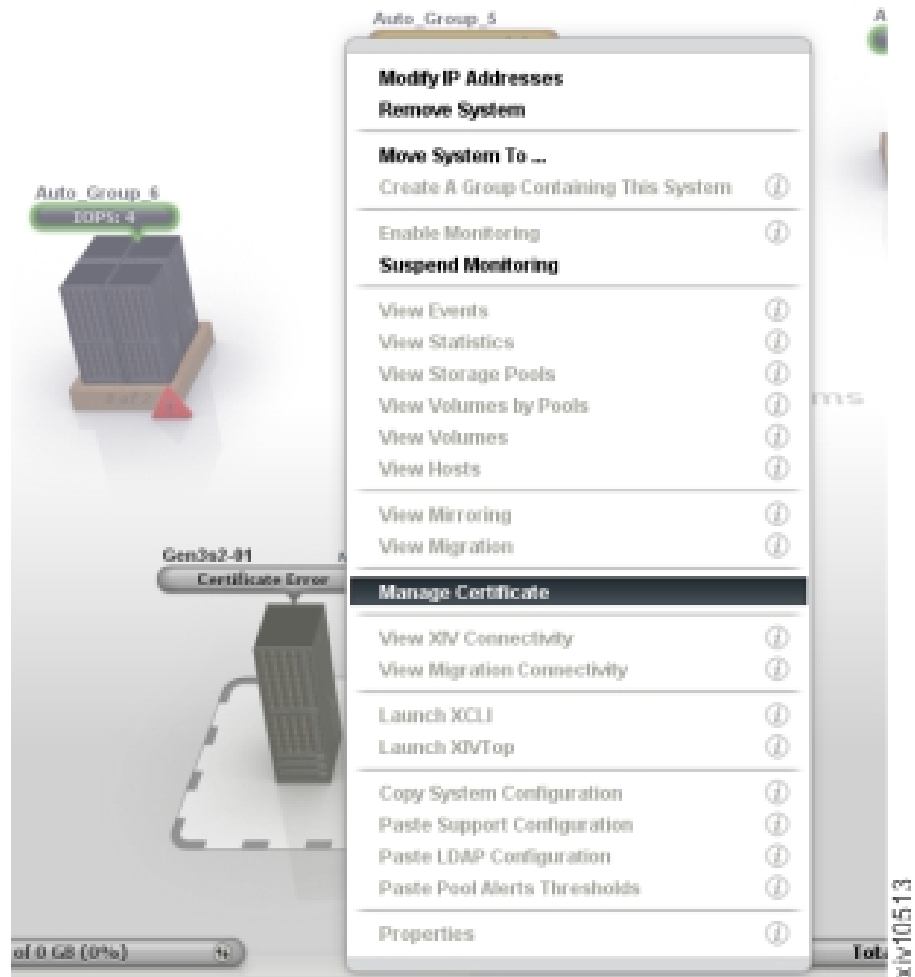 Auto_Group_5
A
Modify IP Addresses
Remove System
Move System To ...
Create A Group Containing This System
Auto_Group_6
IOPS: 4
Enable Monitoring
Suspend Monitoring
View Events
View Statistics
View Storage Pools
View Volumes by Pools
ms
View Volumes
View Hosts
View Mirroring
View Migration
Gen3s2-01
Certificate Error
Manage Certificate
View XIV Connectivity
View Migration Connectivity
Launch XCLI
Launch XIVTop
Copy System Configuration
Paste Support Configuration
Paste LDAP Configuration
Paste Pool Alerts Thresholds
Properties
of 0 GB (0%)
Tota
xiv10513